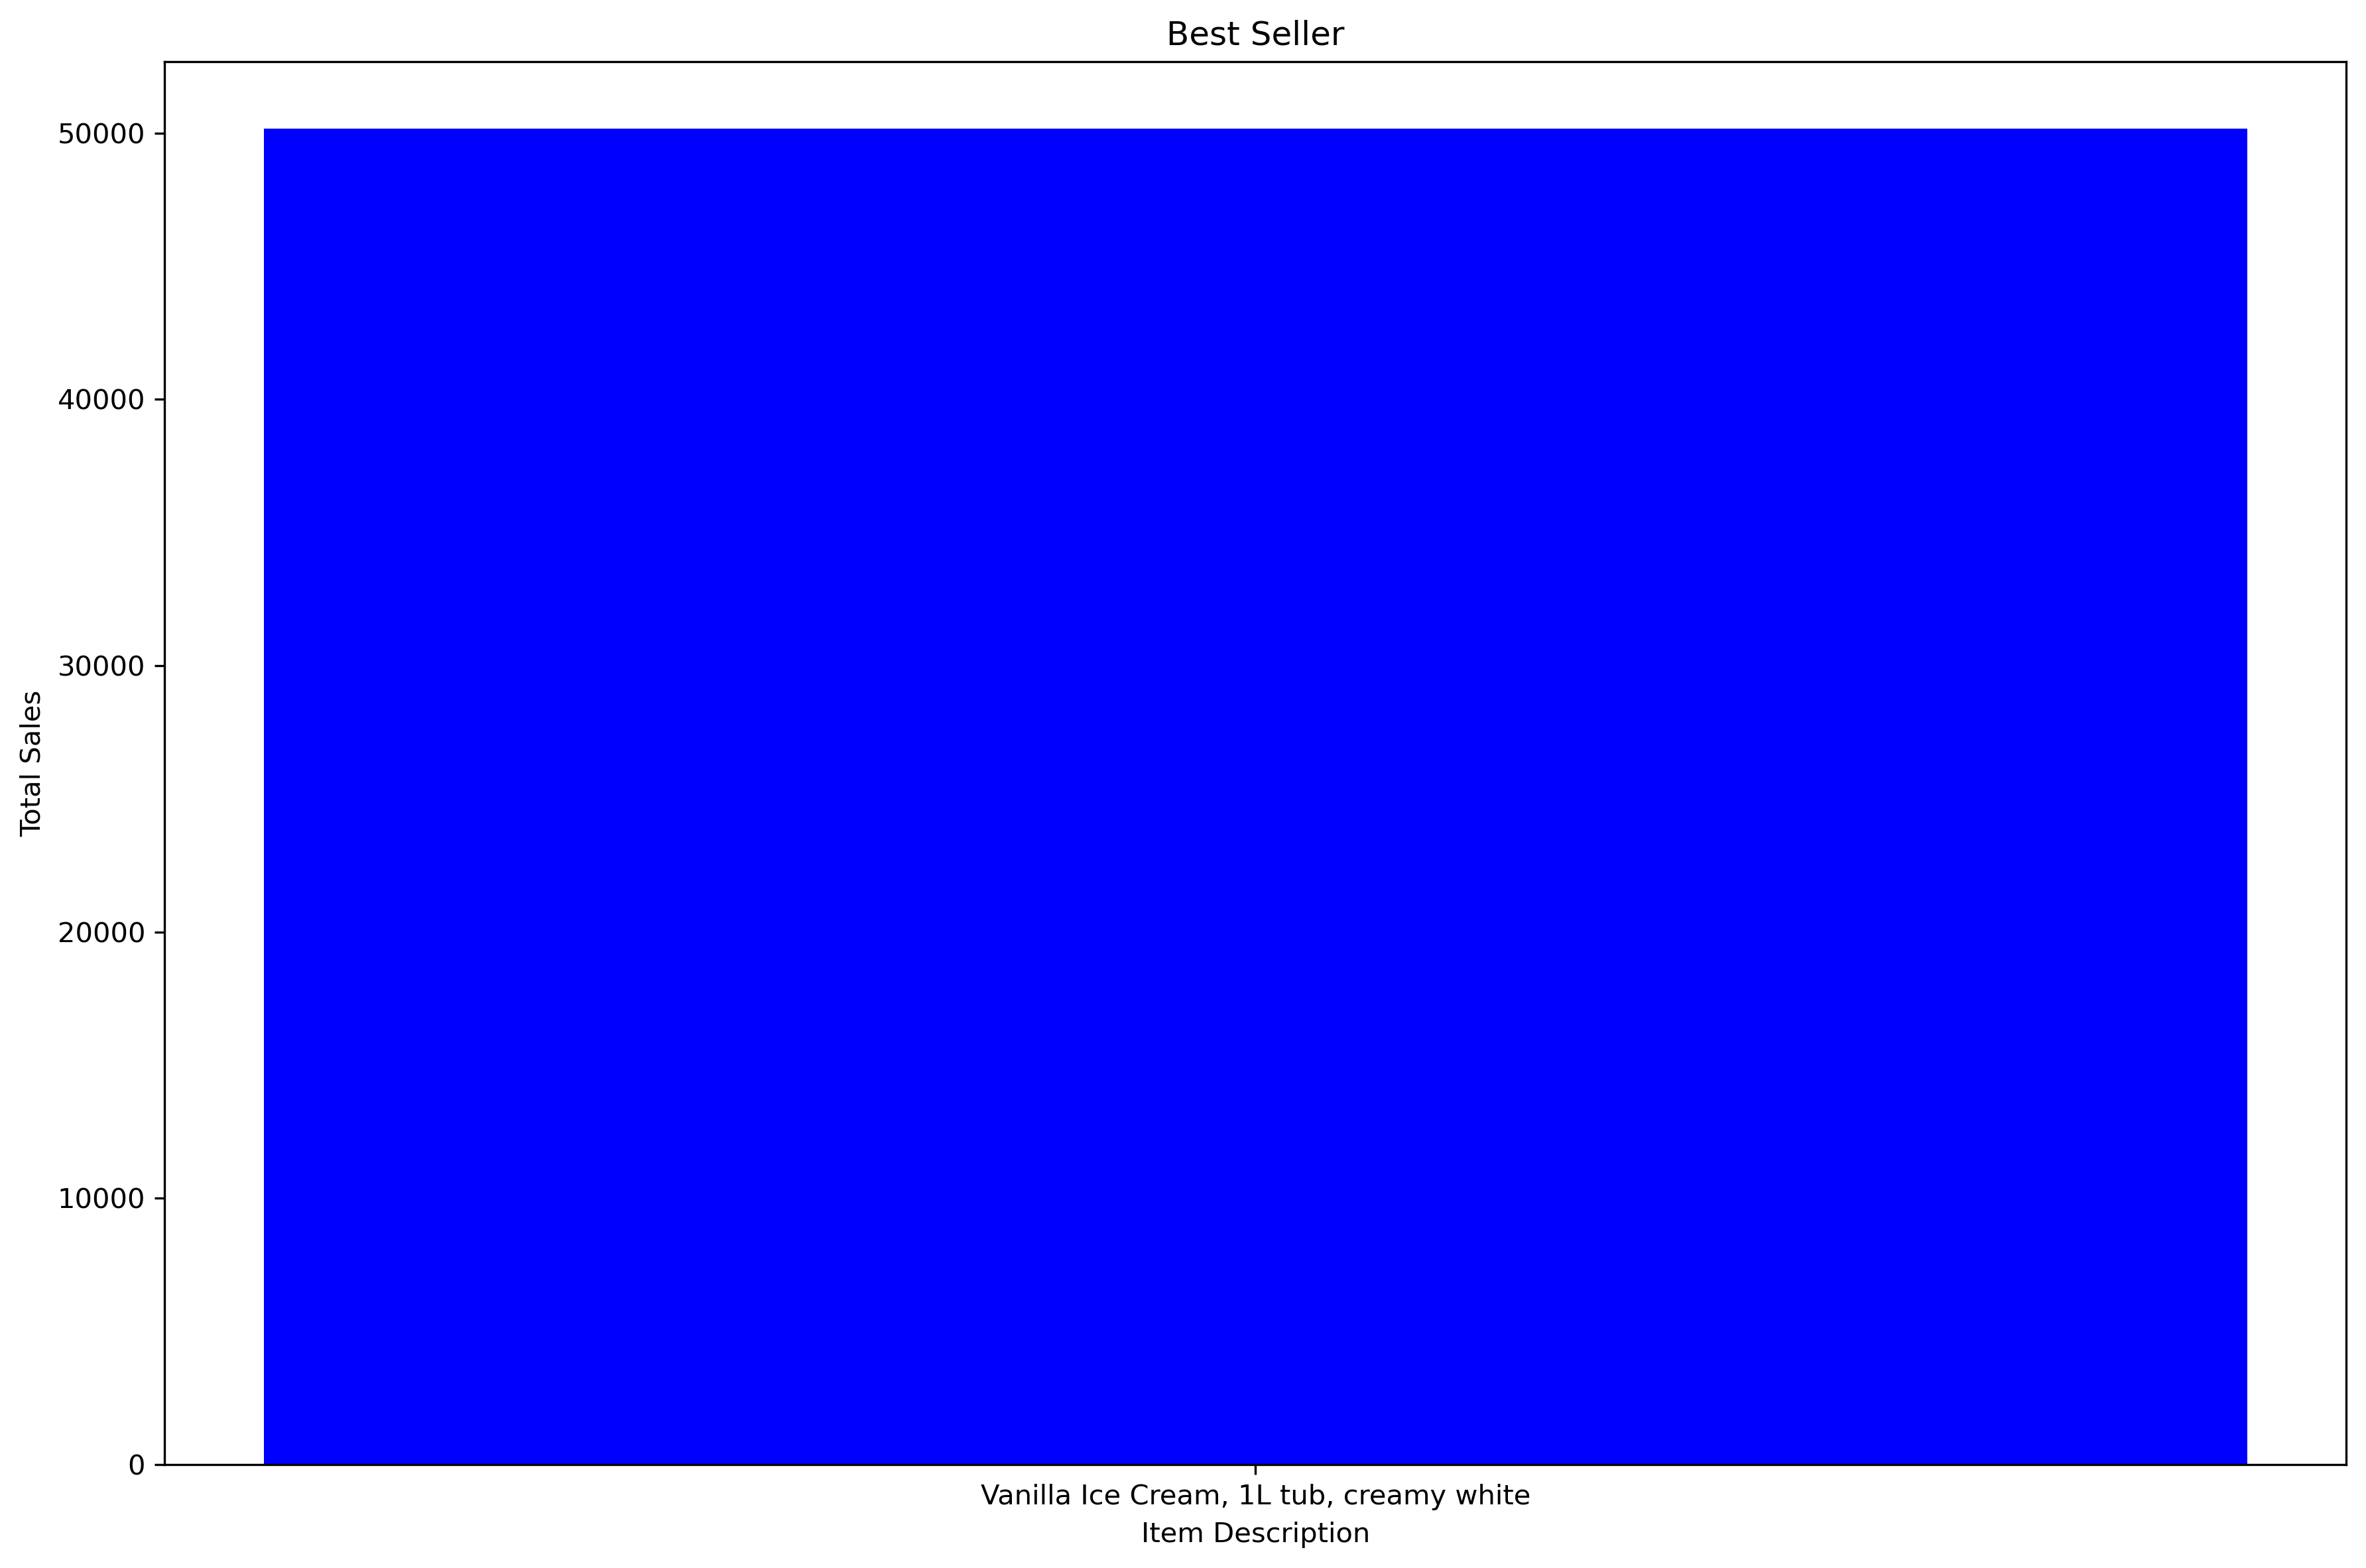 Best Seller
50000
40000
30000
20000
10000
0
Total Sales
Vanilla Ice Cream, 1L tub, creamy white
Item Description